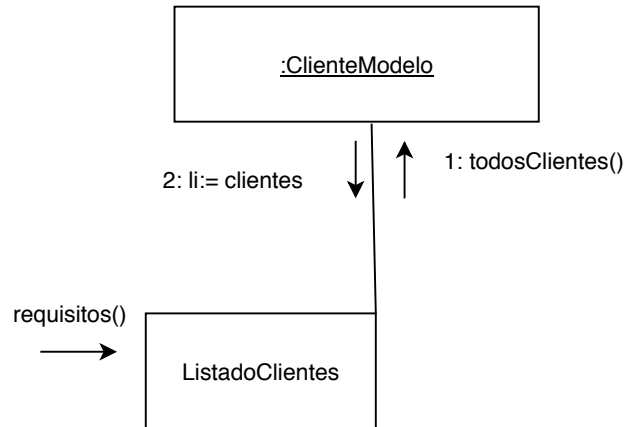 :ClienteModelo
1: todosClientes()
2: li:= clientes
requisitos()
ListadoClientes